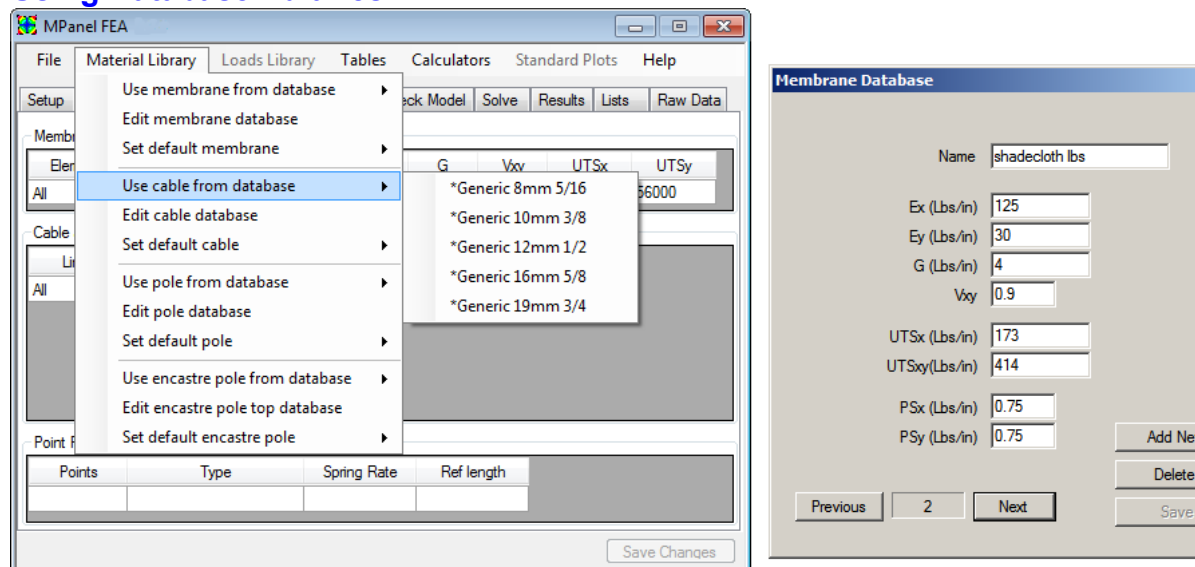 MPanel FEA
File Material Library Loads Library Tables Calculators Standard Plots Help
Setup eck Model Solve Results Lists Raw Data
Use membrane from database
Edit membrane database
Set default membrane
Use cable from database
Edit cable database
Set default cable
Use pole from database
Edit pole database
Set default pole
Use encastre pole from database
Edit encastre pole top database
Set default encastre pole
*Generic 8mm 5/16
*Generic 10mm 3/8
*Generic 12mm 1/2
*Generic 16mm 5/8
*Generic 19mm 3/4
Membr
Elem G Vxy UTSx UTSy
All 56000
Cable
Li
All
Point F
Points Type Spring Rate Ref length
Save Changes
Membrane Database
Name shadecloth lbs
Ex (Lbs/in) 125
Ey (Lbs/in) 30
G (Lbs/in) 4
Vxy 0.9
UTSx (Lbs/in) 173
UTSxy(Lbs/in) 414
PSx (Lbs/in) 0.75
PSy (Lbs/in) 0.75
Add Ne
Delete
Previous 2 Next Save